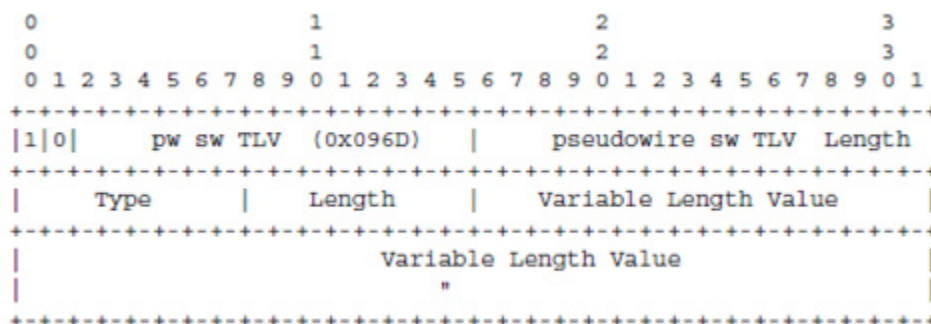 0 1 2 3
0 1 2 3
0 1 2 3 4 5 6 7 8 9 0 1 2 3 4 5 6 7 8 9 0 1 2 3 4 5 6 7 8 9 0 1
+-+-+-+-+-+-+-+-+-+-+-+-+-+-+-+-+-+-+-+-+-+-+-+-+-+-+-+-+-+-+-+-+
|1|0| pw sw TLV (0x096D) | pseudowire sw TLV Length
+-+-+-+-+-+-+-+-+-+-+-+-+-+-+-+-+-+-+-+-+-+-+-+-+-+-+-+-+-+-+-+-+
| Type | Length | Variable Length Value |
+-+-+-+-+-+-+-+-+-+-+-+-+-+-+-+-+-+-+-+-+-+-+-+-+-+-+-+-+-+-+-+-+
| Variable Length Value |
| " |
+-+-+-+-+-+-+-+-+-+-+-+-+-+-+-+-+-+-+-+-+-+-+-+-+-+-+-+-+-+-+-+-+